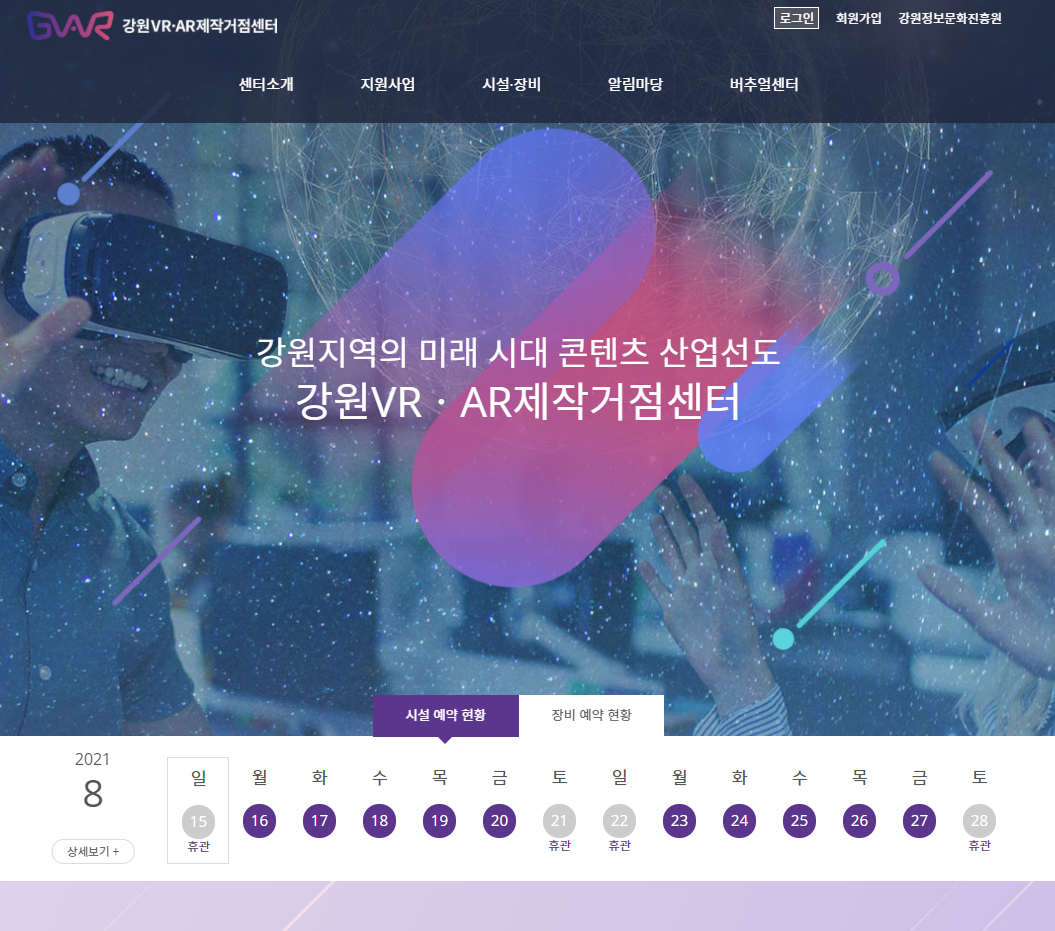 GVAR 강원VR·AR제작거점센터
로그인 회원가입 강원정보문화진흥원
센터소개 지원사업 시설·장비 알림마당 버추얼센터
강원지역의 미래 시대 콘텐츠 산업선도
강원VR · AR제작거점센터
시설 예약 현황 장비 예약 현황
2021
8
상세보기 +
일 월 화 수 목 금 토 일 월 화 수 목 금 토
15 16 17 18 19 20 21 22 23 24 25 26 27 28
휴관 휴관 휴관 휴관